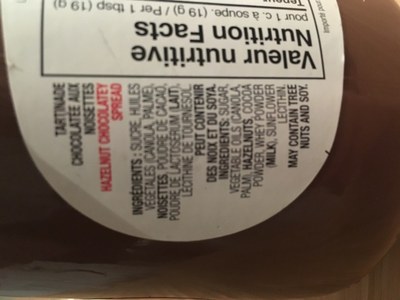 Valeur nutritive
Nutrition Facts
pour 1 c. à soupe. (19 g) / Per 1 tbsp (19 g)
TARTINADE
CHOCOLATÉE AUX
NOISETTES
HAZELNUT CHOCOLATEY
SPREAD
INGRÉDIENTS : SUCRE, HUILES
VÉGÉTALES (CANOLA, PALME),
NOISETTES, POUDRE DE CACAO,
POUDRE DE LACTOSERUM (LAIT),
LÉCITHINE DE TOURNESOL.
PEUT CONTENIR
DES NOIX ET DU SOYA.
INGREDIENTS: SUGAR,
VEGETABLE OILS (CANOLA,
PALM), HAZELNUTS, COCOA
POWDER, WHEY POWDER
(MILK), SUNFLOWER
LECITHIN.
MAY CONTAIN TREE
NUTS AND SOY.